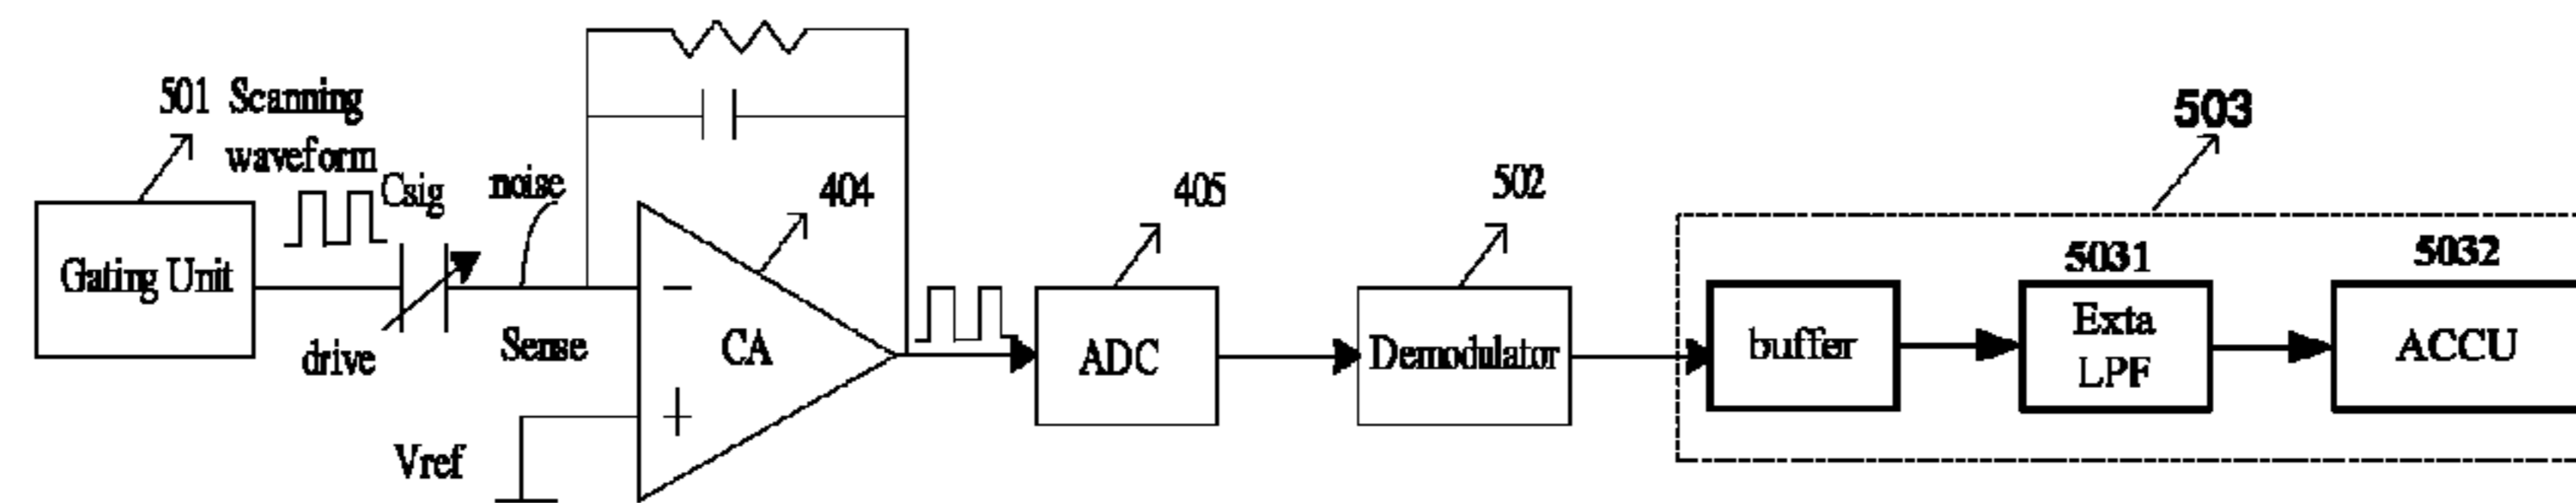 501 Scanning
waveform
Csig
noise
404
405
502
503
Gating Unit
drive
Sense
CA
−
+
Vref
ADC
Demodulator
5031
5032
buffer
Exta
LPF
ACCU